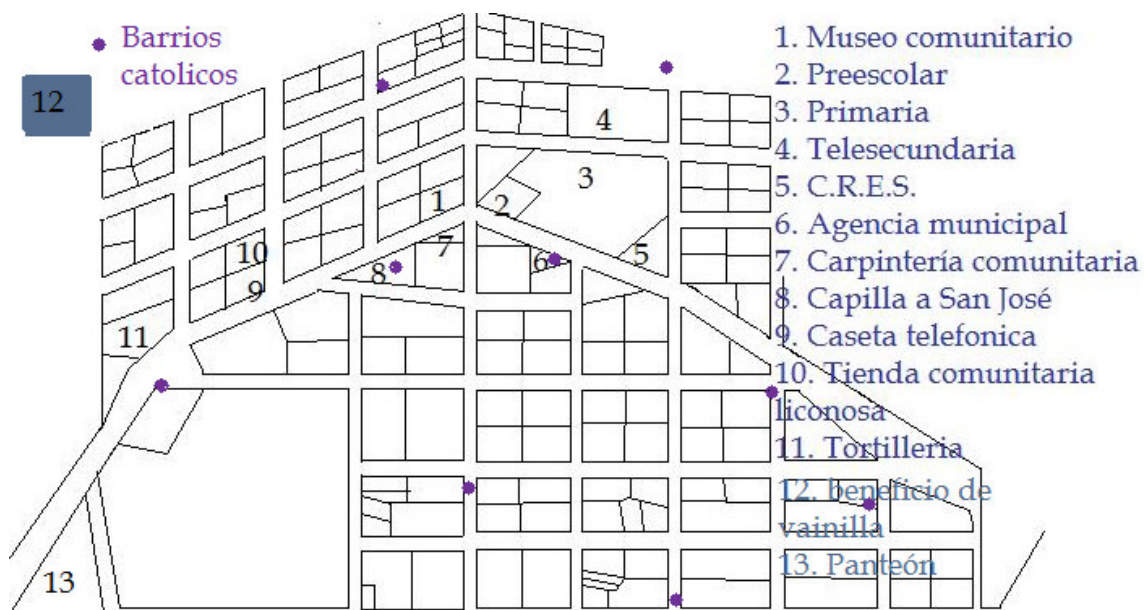 Barrios
catolicos
1. Museo comunitario
2. Preescolar
3. Primaria
4. Telesecundaria
5. C.R.E.S.
6. Agencia municipal
7. Carpintería comunitaria
8. Capilla a San José
9. Caseta telefonica
10. Tienda comunitaria
liconosa
11. Tortilleria
12. beneficio de
vainilla
13. Panteón
12
4
3
1
2
7
10
6
5
8
9
11
13